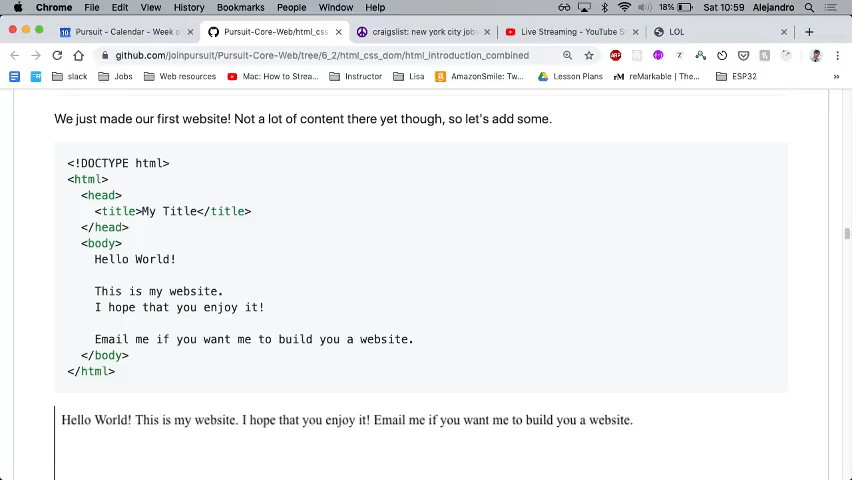 Chrome File Edit View History Bookmarks People Window Help 18% Sat 10:59 Alejandro
10 Pursuit - Calendar - Week o
Pursuit-Core-Web/html_css
craigslist: new york city jobs
Live Streaming - YouTube S
LOL
github.com/joinpursuit/Pursuit-Core-Web/tree/6_2/html_css_dom/html_introduction_combined
slack Jobs Web resources Mac: How to Strea... Instructor Lisa AmazonSmile: Tw... Lesson Plans reMarkable | The... ESP32 »
We just made our first website! Not a lot of content there yet though, so let's add some.
<!DOCTYPE html>
<html>
<head>
<title>My Title</title>
</head>
<body>
Hello World!
This is my website.
I hope that you enjoy it!
Email me if you want me to build you a website.
</body>
</html>
Hello World! This is my website. I hope that you enjoy it! Email me if you want me to build you a website.